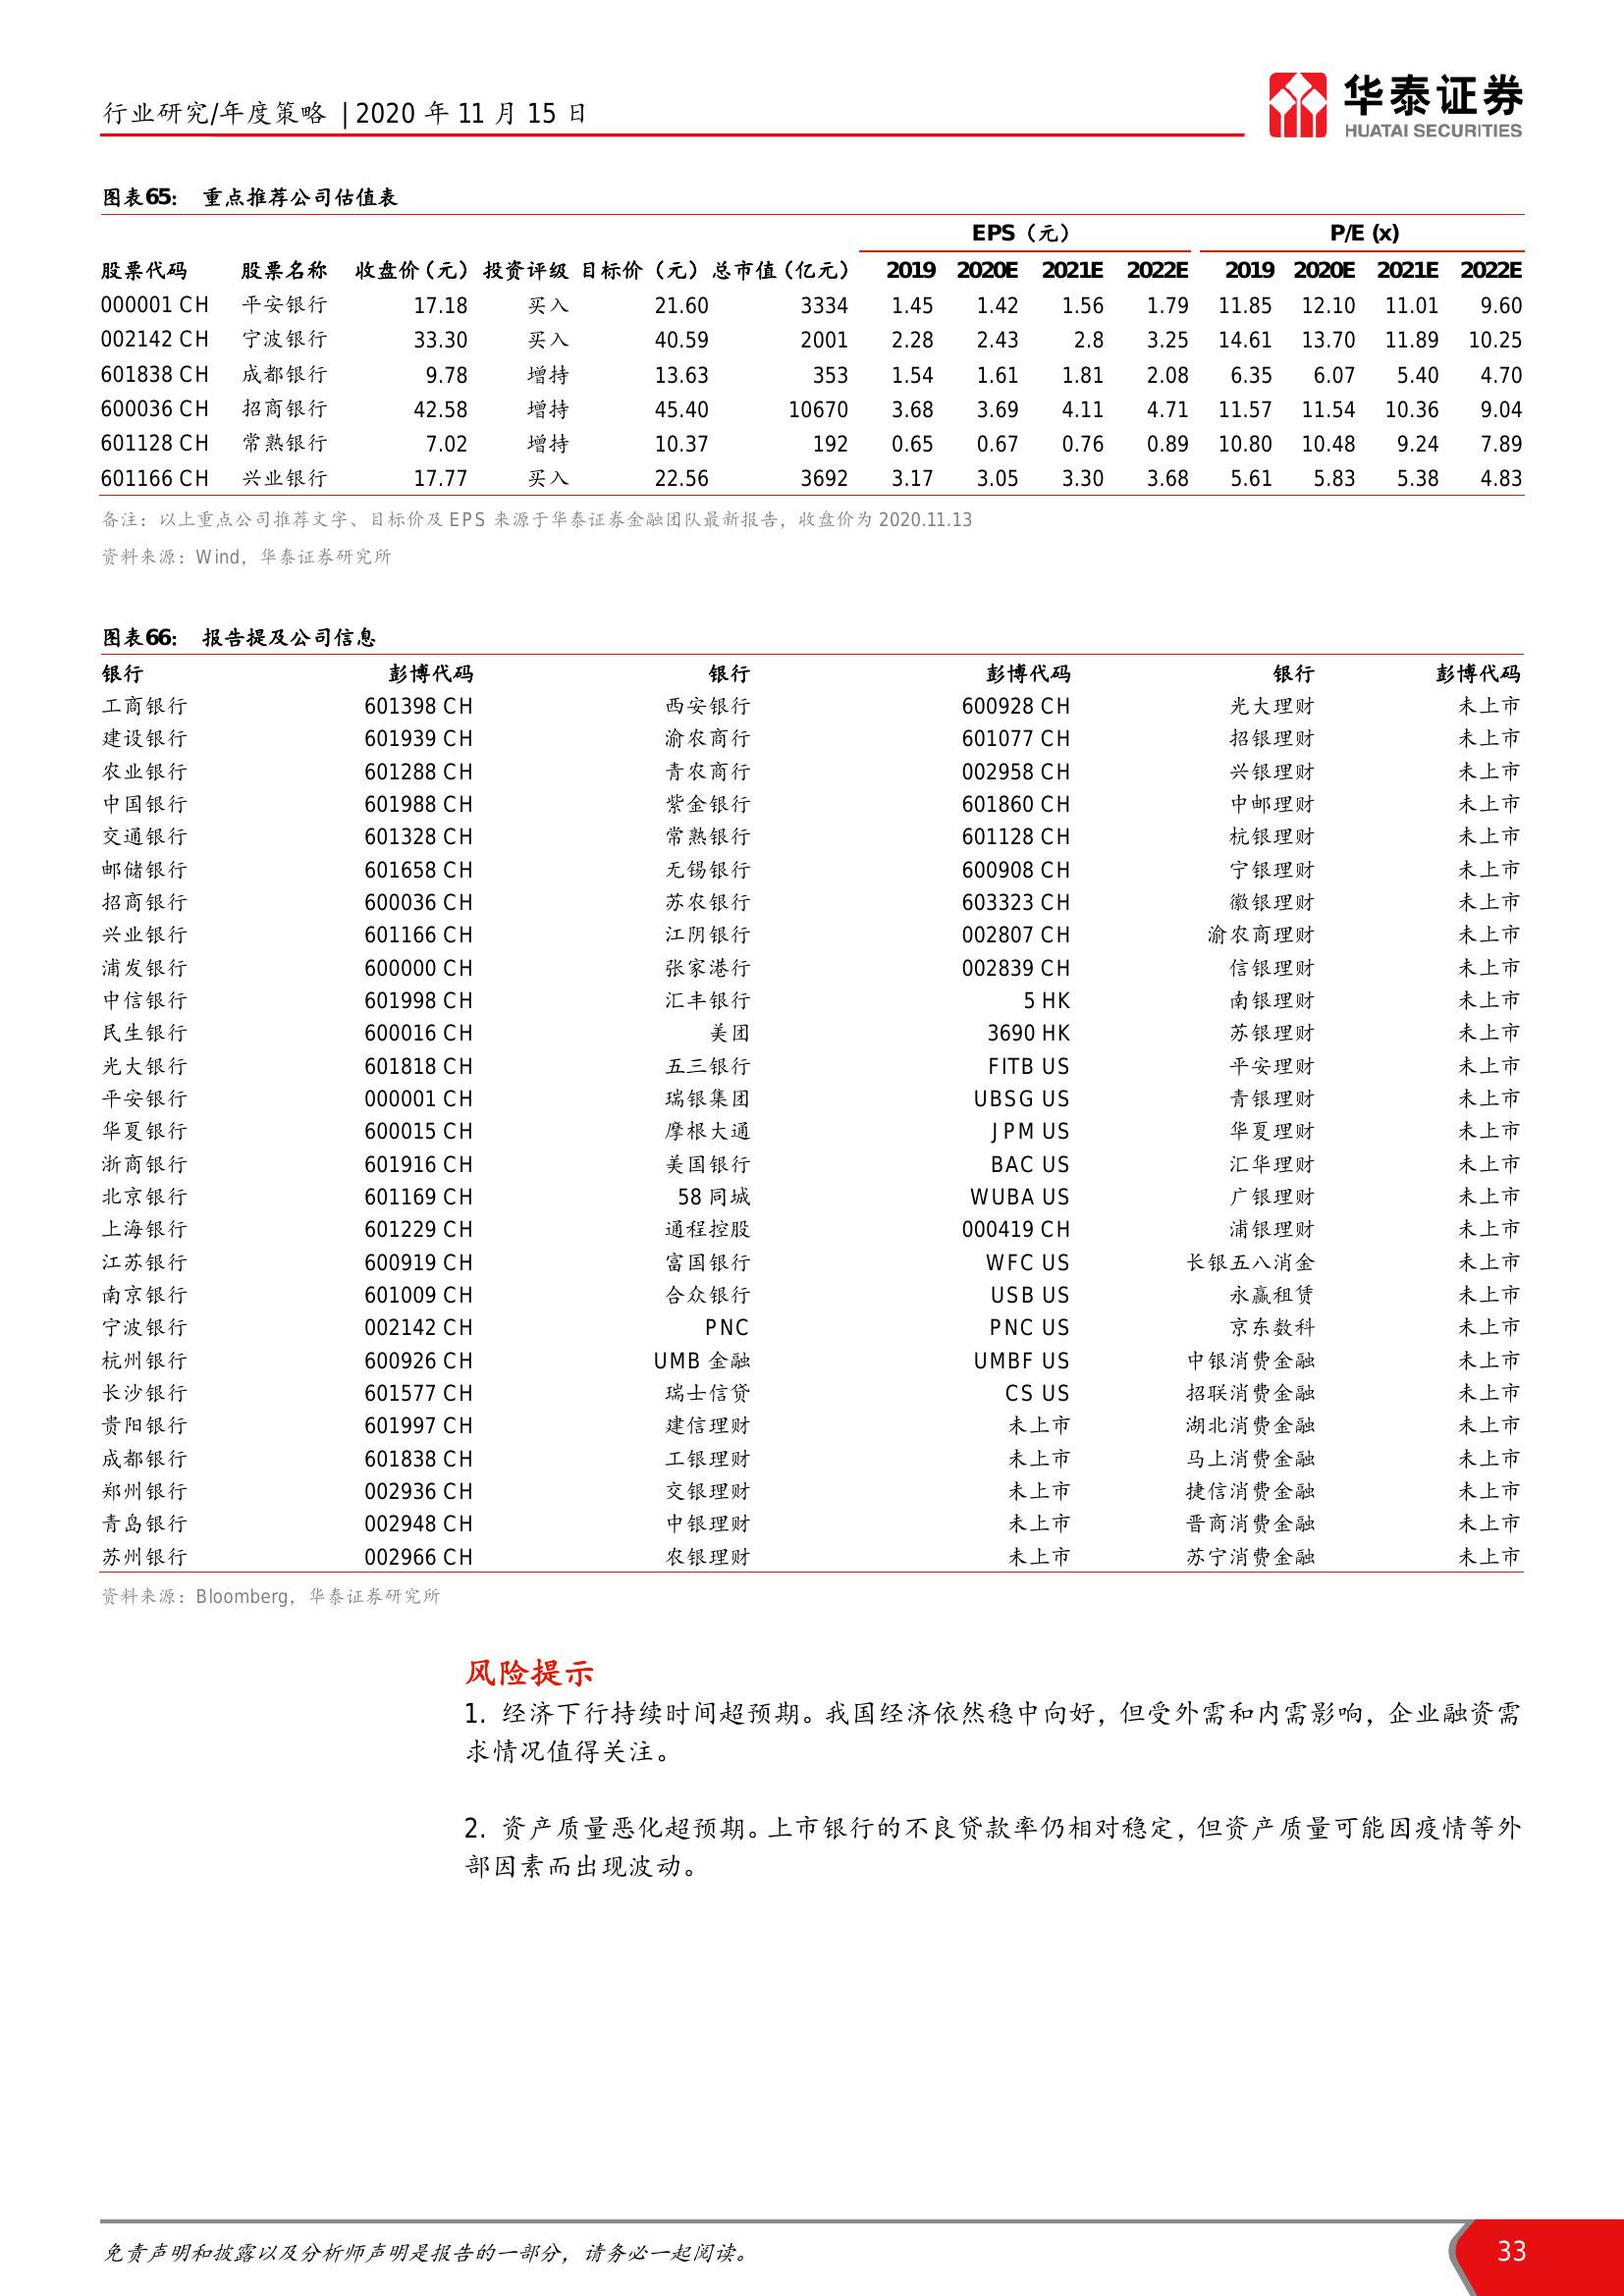 行业研究/年度策略 | 2020 年 11 月 15 日
华泰证券
HUATAI SECURITIES
图表65： 重点推荐公司估值表
EPS（元） P/E (x)
股票代码 股票名称 收盘价（元） 投资评级 目标价（元） 总市值（亿元） 2019 2020E 2021E 2022E 2019 2020E 2021E 2022E
000001 CH 平安银行 17.18 买入 21.60 3334 1.45 1.42 1.56 1.79 11.85 12.10 11.01 9.60
002142 CH 宁波银行 33.30 买入 40.59 2001 2.28 2.43 2.8 3.25 14.61 13.70 11.89 10.25
601838 CH 成都银行 9.78 增持 13.63 353 1.54 1.61 1.81 2.08 6.35 6.07 5.40 4.70
600036 CH 招商银行 42.58 增持 45.40 10670 3.68 3.69 4.11 4.71 11.57 11.54 10.36 9.04
601128 CH 常熟银行 7.02 增持 10.37 192 0.65 0.67 0.76 0.89 10.80 10.48 9.24 7.89
601166 CH 兴业银行 17.77 买入 22.56 3692 3.17 3.05 3.30 3.68 5.61 5.83 5.38 4.83
备注：以上重点公司推荐文字、目标价及 EPS 来源于华泰证券金融团队最新报告，收盘价为 2020.11.13
资料来源：Wind，华泰证券研究所
图表66： 报告提及公司信息
银行 彭博代码 银行 彭博代码 银行 彭博代码
工商银行 601398 CH 西安银行 600928 CH 光大理财 未上市
建设银行 601939 CH 渝农商行 601077 CH 招银理财 未上市
农业银行 601288 CH 青农商行 002958 CH 兴银理财 未上市
中国银行 601988 CH 紫金银行 601860 CH 中邮理财 未上市
交通银行 601328 CH 常熟银行 601128 CH 杭银理财 未上市
邮储银行 601658 CH 无锡银行 600908 CH 宁银理财 未上市
招商银行 600036 CH 苏农银行 603323 CH 徽银理财 未上市
兴业银行 601166 CH 江阴银行 002807 CH 渝农商理财 未上市
浦发银行 600000 CH 张家港行 002839 CH 信银理财 未上市
中信银行 601998 CH 汇丰银行 5 HK 南银理财 未上市
民生银行 600016 CH 美团 3690 HK 苏银理财 未上市
光大银行 601818 CH 五三银行 FITB US 平安理财 未上市
平安银行 000001 CH 瑞银集团 UBSG US 青银理财 未上市
华夏银行 600015 CH 摩根大通 JPM US 华夏理财 未上市
浙商银行 601916 CH 美国银行 BAC US 汇华理财 未上市
北京银行 601169 CH 58 同城 WUBA US 广银理财 未上市
上海银行 601229 CH 通程控股 000419 CH 浦银理财 未上市
江苏银行 600919 CH 富国银行 WFC US 长银五八消金 未上市
南京银行 601009 CH 合众银行 USB US 永赢租赁 未上市
宁波银行 002142 CH PNC PNC US 京东数科 未上市
杭州银行 600926 CH UMB 金融 UMBF US 中银消费金融 未上市
长沙银行 601577 CH 瑞士信贷 CS US 招联消费金融 未上市
贵阳银行 601997 CH 建信理财 未上市 湖北消费金融 未上市
成都银行 601838 CH 工银理财 未上市 马上消费金融 未上市
郑州银行 002936 CH 交银理财 未上市 捷信消费金融 未上市
青岛银行 002948 CH 中银理财 未上市 晋商消费金融 未上市
苏州银行 002966 CH 农银理财 未上市 苏宁消费金融 未上市
资料来源：Bloomberg，华泰证券研究所
风险提示
1. 经济下行持续时间超预期。我国经济依然稳中向好，但受外需和内需影响，企业融资需
求情况值得关注。
2. 资产质量恶化超预期。上市银行的不良贷款率仍相对稳定，但资产质量可能因疫情等外
部因素而出现波动。
免责声明和披露以及分析师声明是报告的一部分，请务必一起阅读。
33